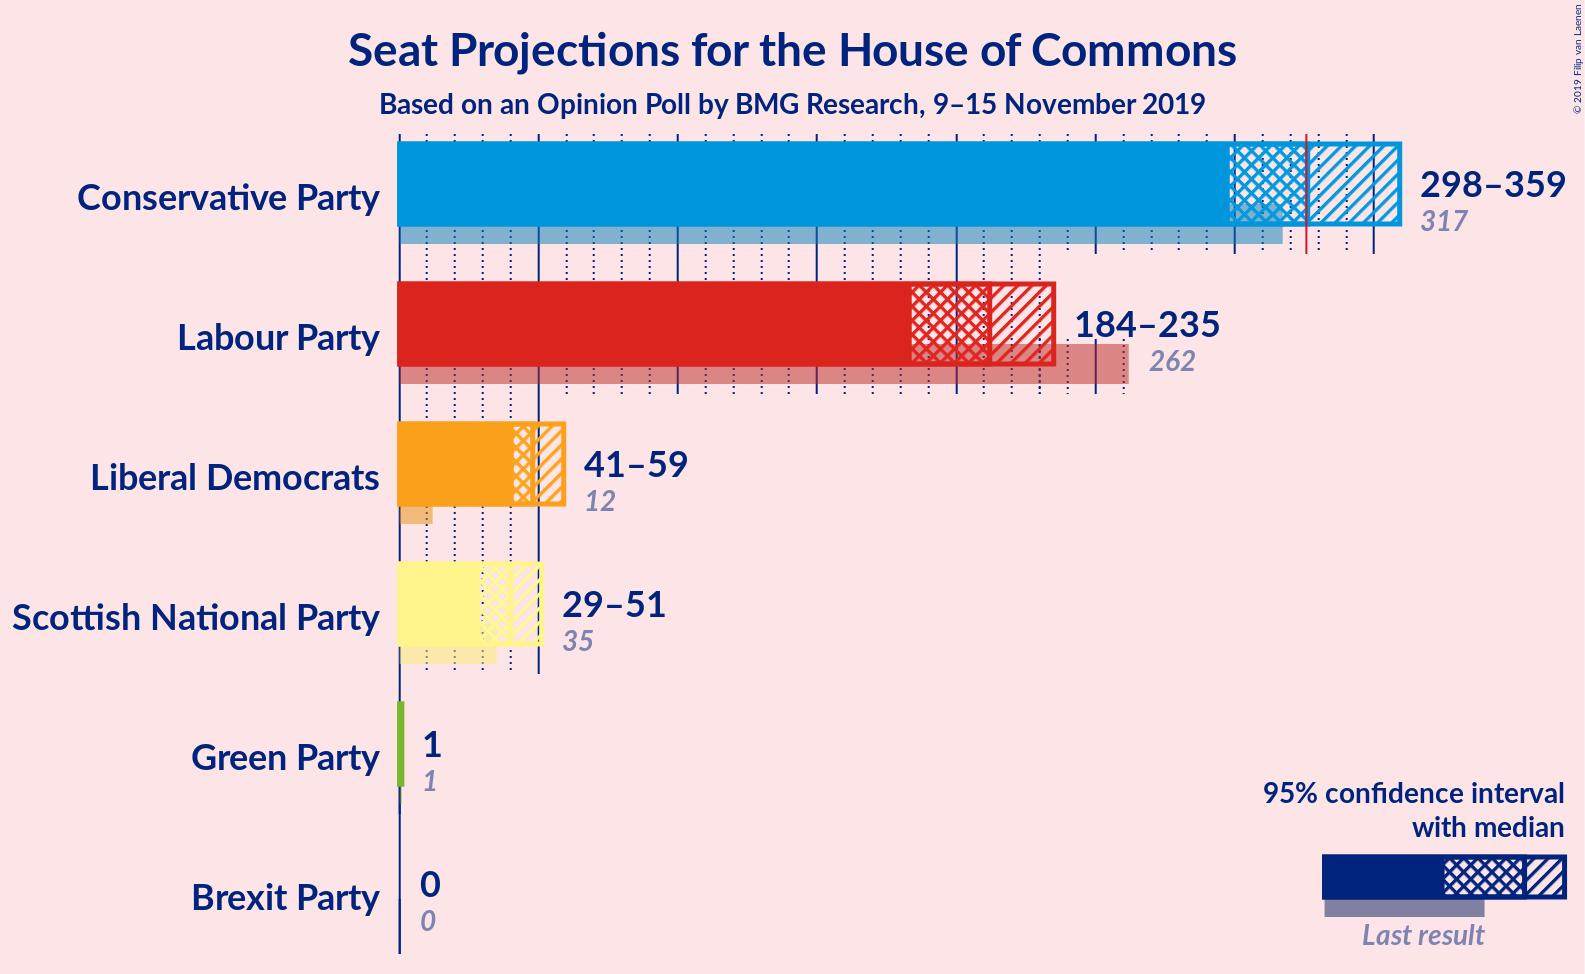 Seat Projections for the House of Commons
Based on an Opinion Poll by BMG Research, 9–15 November 2019
© 2019 Filip van Laenen
Conservative Party
298–359
317
Labour Party
184–235
262
Liberal Democrats
41–59
12
Scottish National Party
29–51
35
Green Party
1
1
Brexit Party
0
0
95% confidence interval
with median
Last result